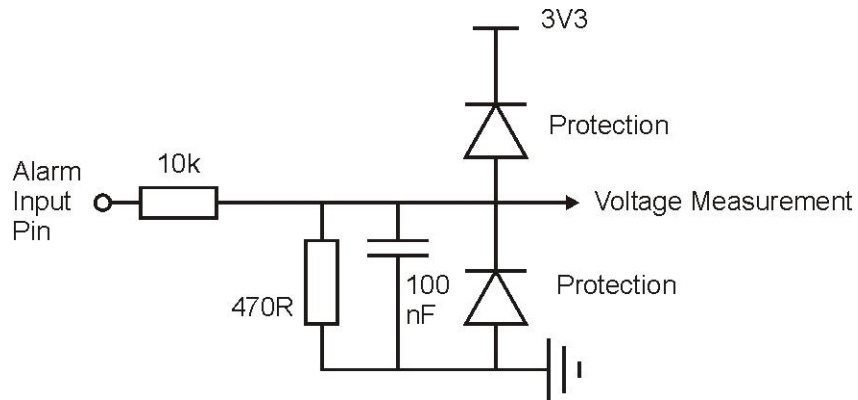 3V3
Protection
10k
Alarm
Input
Pin
Voltage Measurement
470R
100
nF
Protection